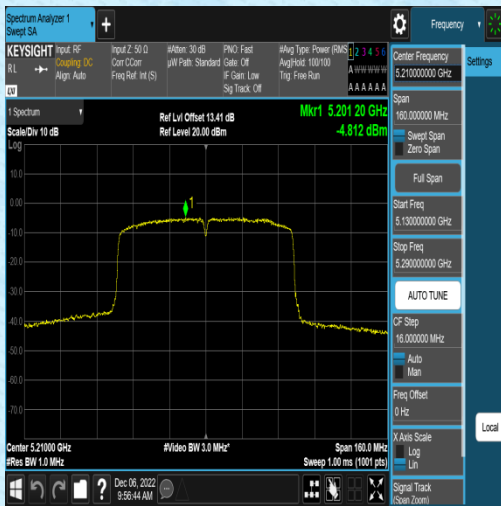 Spectrum Analyzer 1
Swept SA
+
Frequency
KEYSIGHT
RL
LXI
Input: RF
Coupling: DC
Align: Auto
Input Z: 50 Ω
Corr CCorr
Freq Ref: Int (S)
#Atten: 30 dB
µW Path: Standard
PNO: Fast
Gate: Off
IF Gain: Low
Sig Track: Off
#Avg Type: Power (RMS
Avg|Hold: 100/100
Trig: Free Run
1 2 3 4 5 6
A W W W W W
A A A A A A
1 Spectrum
Scale/Div 10 dB
Log
Ref Lvl Offset 13.41 dB
Ref Level 20.00 dBm
Mkr1 5.201 20 GHz
-4.812 dBm
1
10.0
0.00
-10.0
-20.0
-30.0
-40.0
-50.0
-60.0
-70.0
Center 5.21000 GHz
#Res BW 1.0 MHz
#Video BW 3.0 MHz*
Span 160.0 MHz
Sweep 1.00 ms (1001 pts)
?
Dec 06, 2022
9:56:44 AM
Center Frequency
5.210000000 GHz
Span
160.000000 MHz
Swept Span
Zero Span
Full Span
Start Freq
5.130000000 GHz
Stop Freq
5.290000000 GHz
AUTO TUNE
CF Step
16.000000 MHz
Auto
Man
Freq Offset
0 Hz
X Axis Scale
Log
Lin
Signal Track
(Span Zoom)
Settings
Local